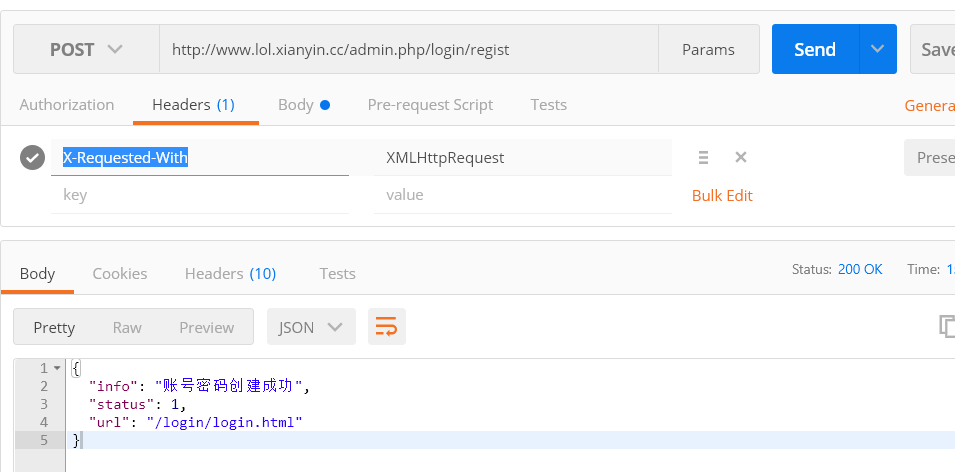 POST http://www.lol.xianyin.cc/admin.php/login/regist Params Send Save
Authorization Headers (1) Body Pre-request Script Tests Genera
X-Requested-With XMLHttpRequest Prese
key value Bulk Edit
Body Cookies Headers (10) Tests Status: 200 OK Time: 1
Pretty Raw Preview JSON
1 {
2 "info": "账号密码创建成功",
3 "status": 1,
4 "url": "/login/login.html"
5 }